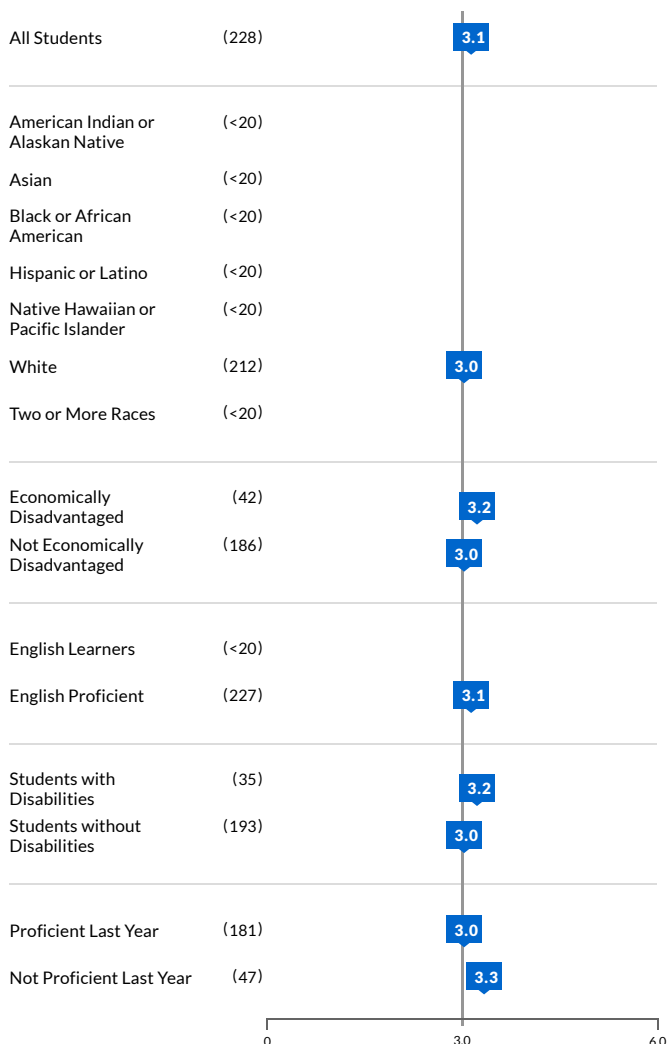 All Students (228) 3.1
American Indian or (<20)
Alaskan Native
Asian (<20)
Black or African (<20)
American
Hispanic or Latino (<20)
Native Hawaiian or (<20)
Pacific Islander
White (212) 3.0
Two or More Races (<20)
Economically (42) 3.2
Disadvantaged
Not Economically (186) 3.0
Disadvantaged
English Learners (<20)
English Proficient (227) 3.1
Students with (35) 3.2
Disabilities
Students without (193) 3.0
Disabilities
Proficient Last Year (181) 3.0
Not Proficient Last Year (47) 3.3
0 3.0 6.0